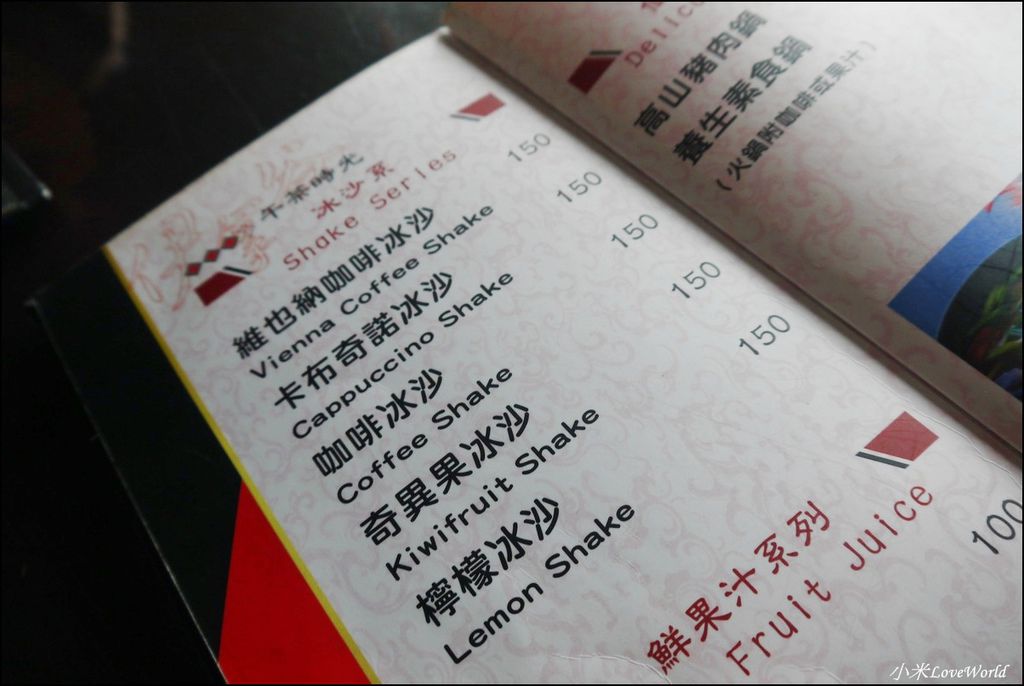 午茶時光
冰沙系
Shake Series
維也納咖啡冰沙 150
Vienna Coffee Shake
卡布奇諾冰沙 150
Cappuccino Shake
咖啡冰沙 150
Coffee Shake
奇異果冰沙 150
Kiwifruit Shake
檸檬冰沙 150
Lemon Shake
鮮果汁系列
Fruit Juice
100
Delic
高山豬肉鍋
養生素食鍋
(火鍋附咖啡或果汁)
小米LoveWorld